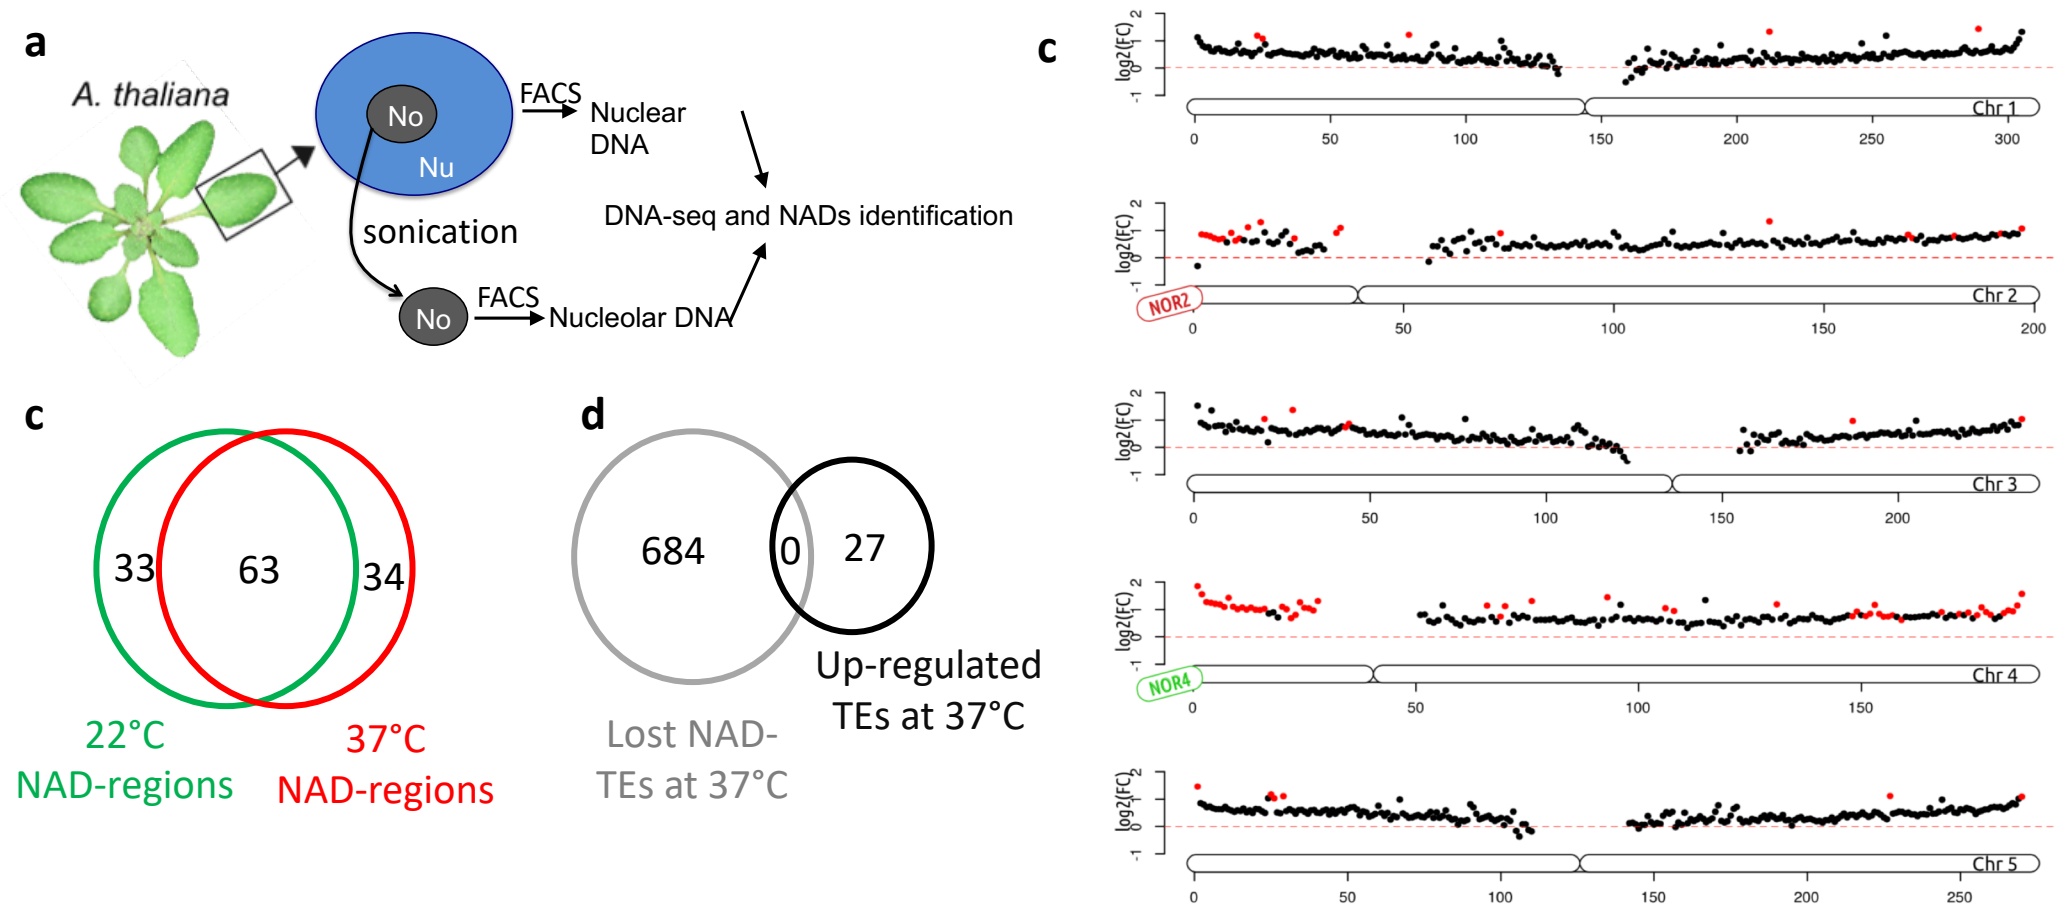 a
A. thaliana
No
Nu
FACS
Nuclear
DNA
sonication
DNA-seq and NADs identification
No
FACS
Nucleolar DNA
c
33
63
34
22°C
NAD-regions
37°C
NAD-regions
d
684
0
27
Lost NAD-
TEs at 37°C
Up-regulated
TEs at 37°C
c
log2(FC)
2
1
0
-1
Chr 1
0 50 100 150 200 250 300
log2(FC)
2
1
0
-1
NOR2
Chr 2
0 50 100 150 200
log2(FC)
2
1
0
-1
Chr 3
0 50 100 150 200
log2(FC)
2
1
0
-1
NOR4
Chr 4
0 50 100 150
log2(FC)
2
1
0
-1
Chr 5
0 50 100 150 200 250